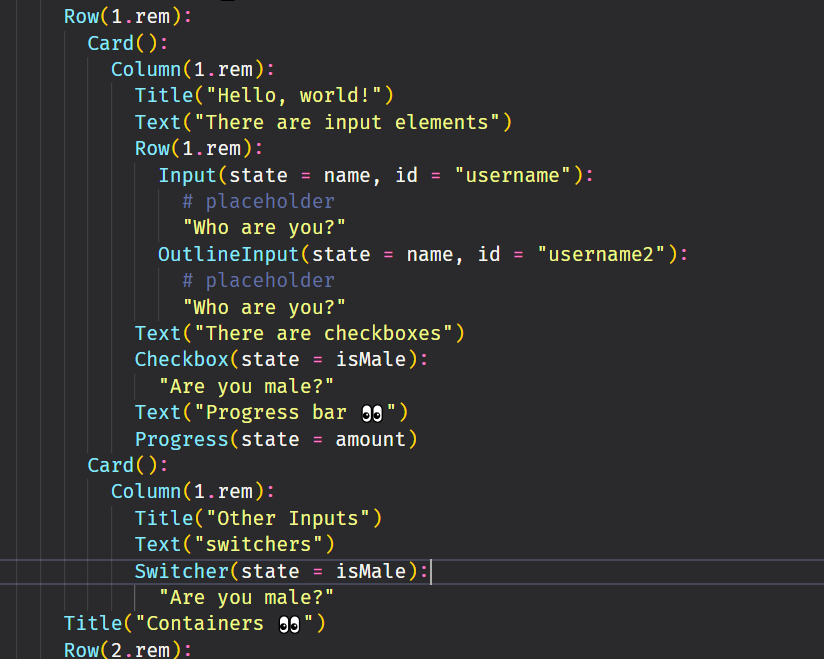 Row(1.rem):
Card():
Column(1.rem):
Title("Hello, world!")
Text("There are input elements")
Row(1.rem):
Input(state = name, id = "username"):
# placeholder
"Who are you?"
OutlineInput(state = name, id = "username2"):
# placeholder
"Who are you?"
Text("There are checkboxes")
Checkbox(state = isMale):
"Are you male?"
Text("Progress bar 👀")
Progress(state = amount)
Card():
Column(1.rem):
Title("Other Inputs")
Text("switchers")
Switcher(state = isMale):
"Are you male?"
Title("Containers 👀")
Row(2.rem):